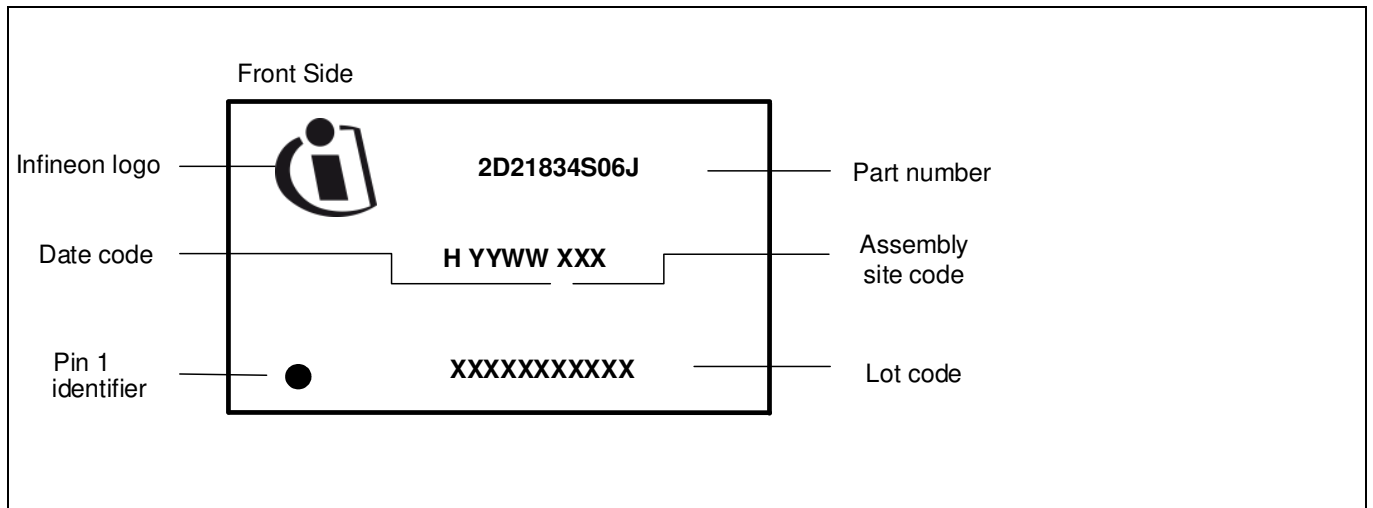 Front Side
Infineon logo
2D21834S06J
Part number
Date code
H YYWW XXX
Assembly
site code
Pin 1
identifier
XXXXXXXXXXX
Lot code